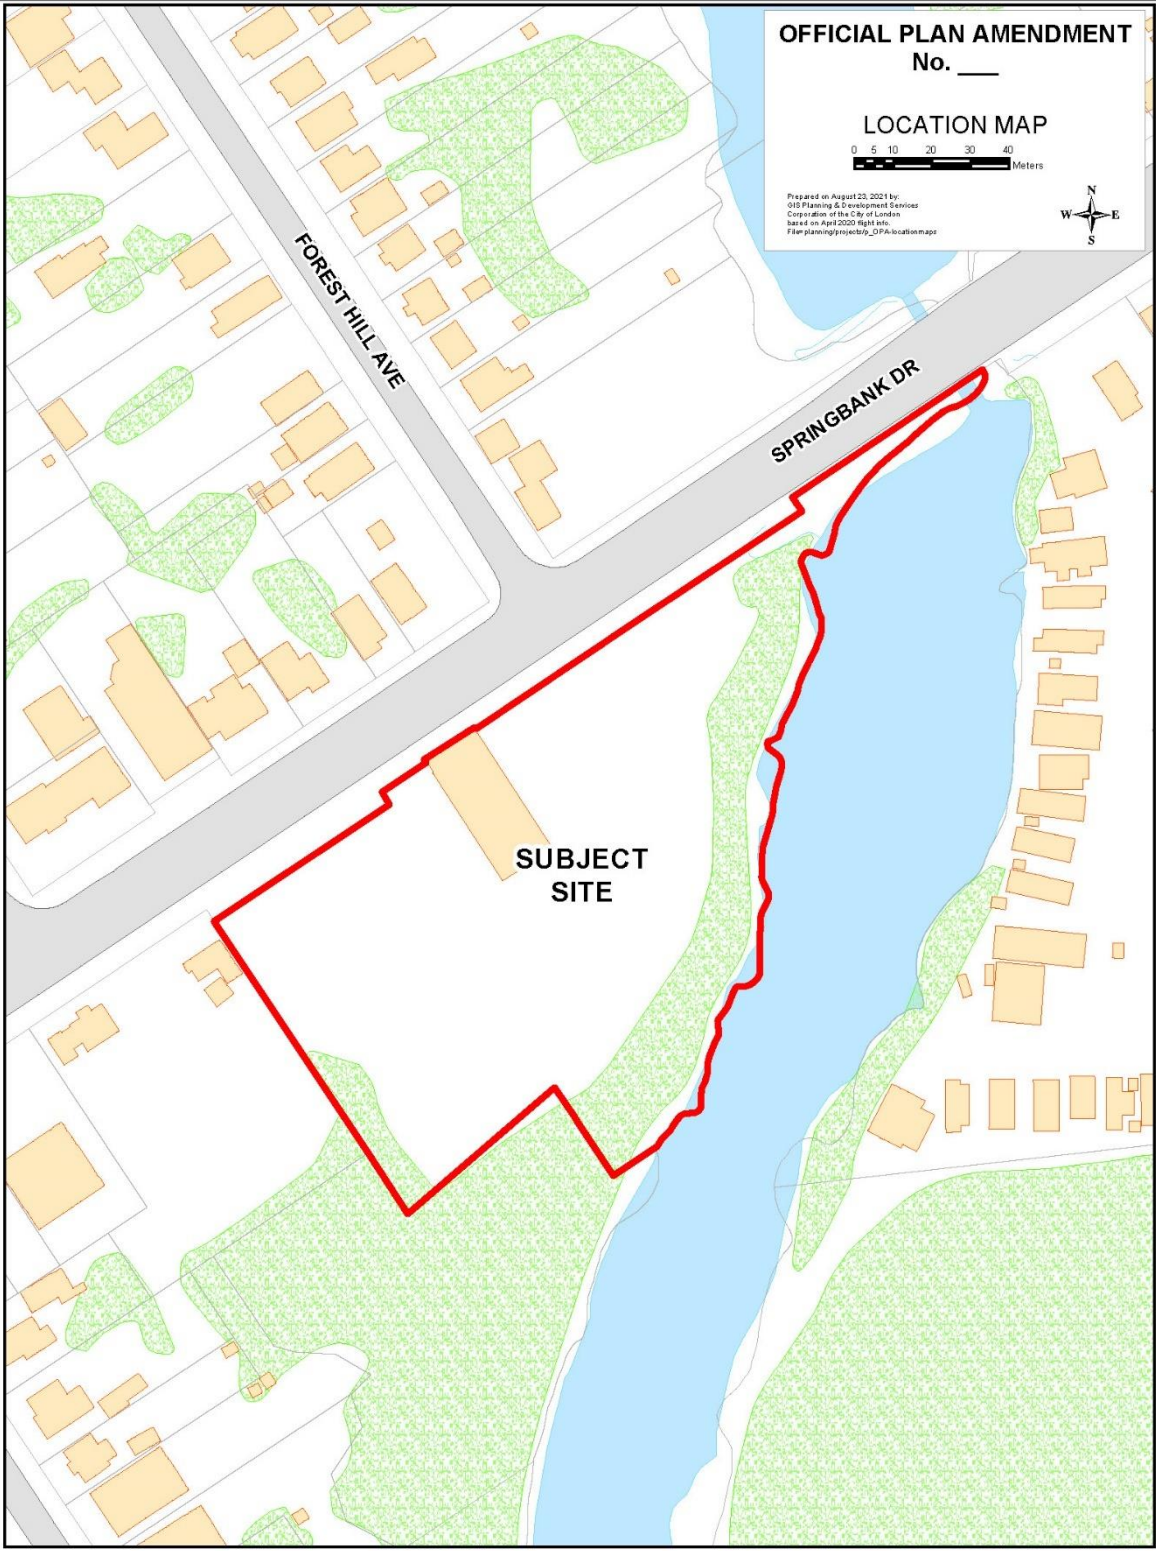 OFFICIAL PLAN AMENDMENT
No. ___
LOCATION MAP
0 5 10 20 30 40
Meters
Prepared on August 23, 2021 by:
GIS Planning & Development Services
Corporation of the City of London
based on April 2020 flight info.
File=planning/projects/p_OPA-locationmaps
N
W E
S
FOREST HILL AVE
SPRINGBANK DR
SUBJECT
SITE